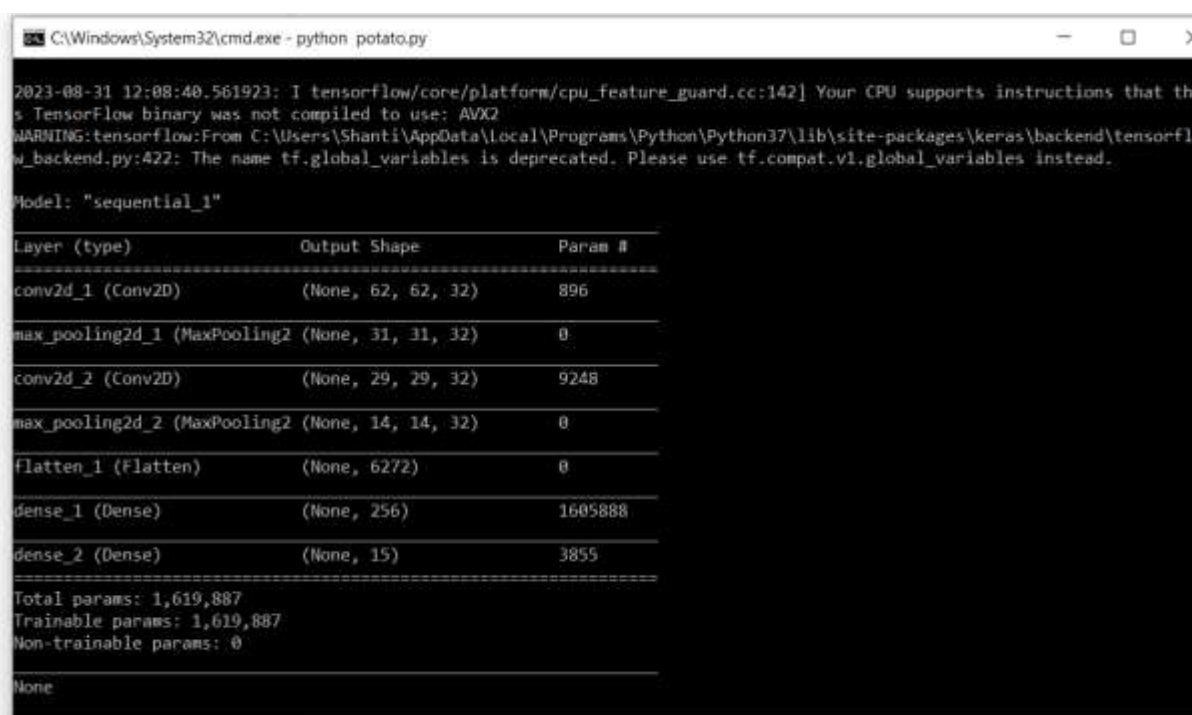 C:\Windows\System32\cmd.exe - python potato.py
2023-08-31 12:08:40.561923: I tensorflow/core/platform/cpu_feature_guard.cc:142] Your CPU supports instructions that th
s TensorFlow binary was not compiled to use: AVX2
WARNING:tensorflow:From C:\Users\Shanti\AppData\Local\Programs\Python\Python37\lib\site-packages\keras\backend\tensorfl
w_backend.py:422: The name tf.global_variables is deprecated. Please use tf.compat.v1.global_variables instead.
Model: "sequential_1"
Layer (type) Output Shape Param #
conv2d_1 (Conv2D) (None, 62, 62, 32) 896
max_pooling2d_1 (MaxPooling2 (None, 31, 31, 32) 0
conv2d_2 (Conv2D) (None, 29, 29, 32) 9248
max_pooling2d_2 (MaxPooling2 (None, 14, 14, 32) 0
flatten_1 (Flatten) (None, 6272) 0
dense_1 (Dense) (None, 256) 1605888
dense_2 (Dense) (None, 15) 3855
Total params: 1,619,887
Trainable params: 1,619,887
Non-trainable params: 0
None